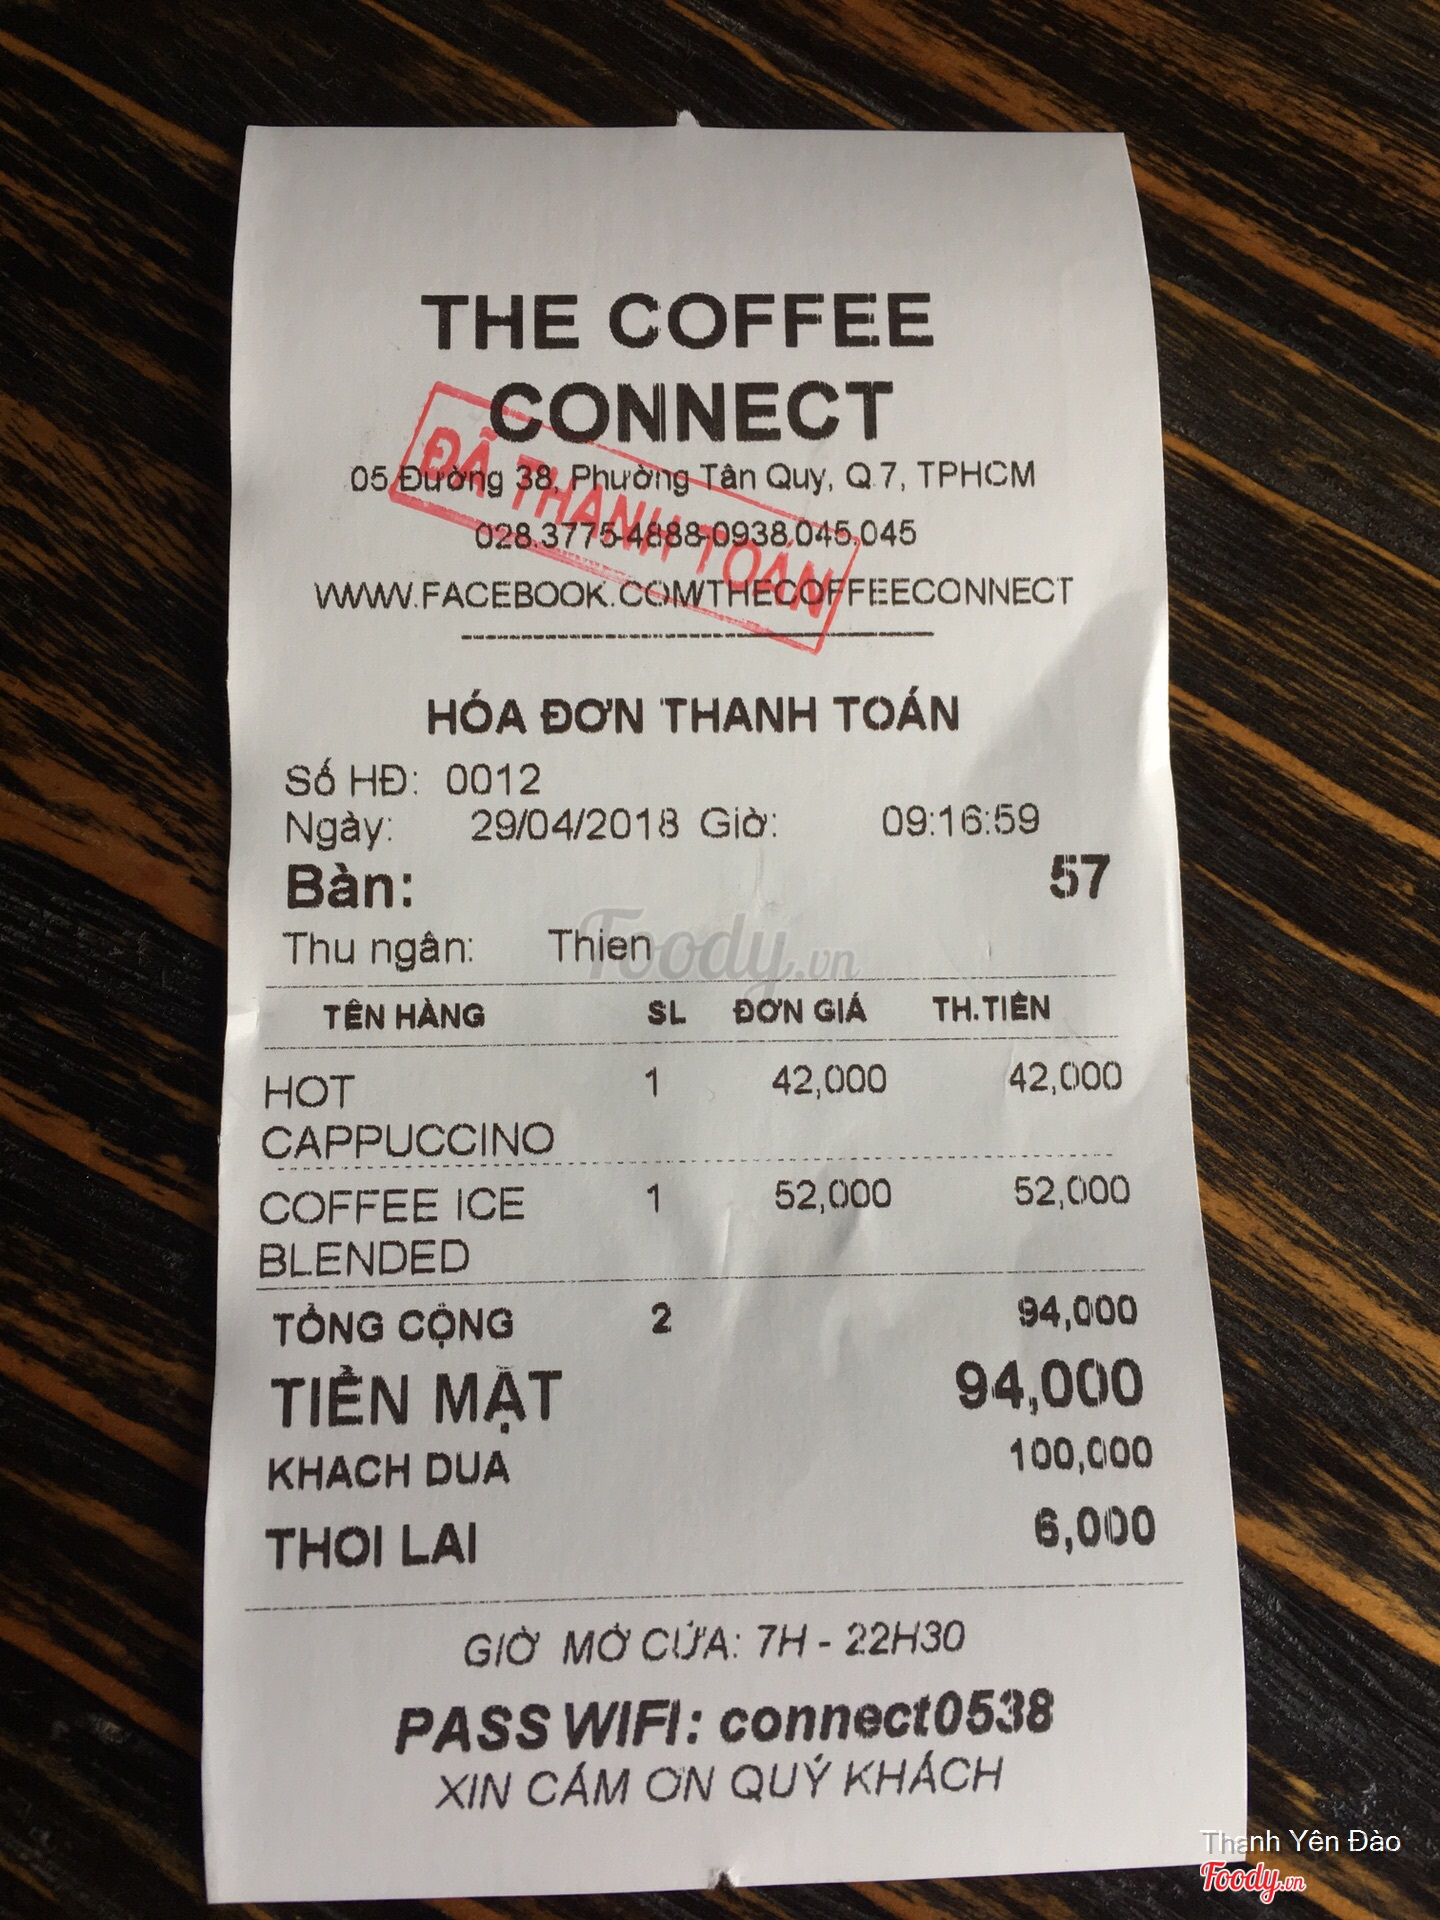 THE COFFEE
CONNECT
ĐÃ THANH TOÁN
05 Đường 38, Phường Tân Quy, Q.7, TPHCM
028.3775-4888-0938.045.045
WWW.FACEBOOK.COM/THECOFFEECONNECT
HÓA ĐƠN THANH TOÁN
Số HĐ: 0012
Ngày: 29/04/2018 Giờ: 09:16:59
Bàn: 57
Thu ngân: Thien
Foody.vn
TÊN HÀNG SL ĐƠN GIÁ TH.TIỀN
HOT 1 42,000 42,000
CAPPUCCINO
COFFEE ICE 1 52,000 52,000
BLENDED
TỔNG CỘNG 2 94,000
TIỀN MẶT 94,000
KHACH DUA 100,000
THOI LAI 6,000
GIỜ MỞ CỬA: 7H - 22H30
PASS WIFI: connect0538
XIN CÁM ƠN QUÝ KHÁCH
Thanh Yên Đào
Foody.vn